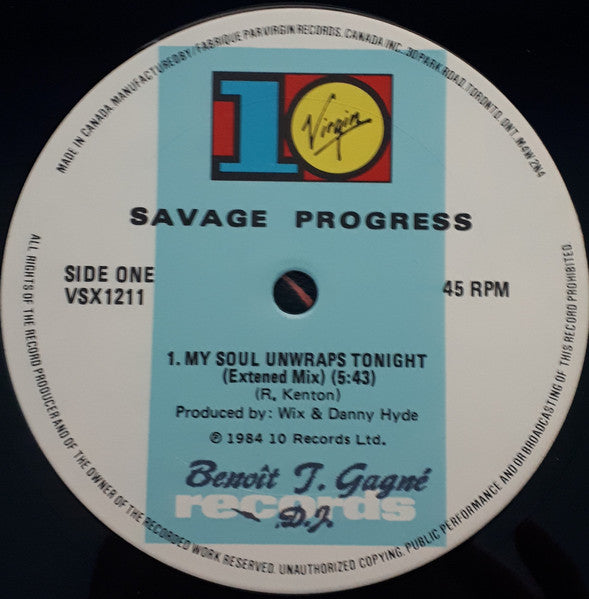 MADE IN CANADA. MANUFACTURED BY / FABRIQUE PAR VIRGIN RECORDS, CANADA INC., 30 PARK ROAD, TORONTO, ONT. M4W 2N4
10
Virgin
SAVAGE PROGRESS
SIDE ONE
VSX1211
45 RPM
1. MY SOUL UNWRAPS TONIGHT
(Extened Mix) (5:43)
(R. Kenton)
Produced by: Wix & Danny Hyde
℗ 1984 10 Records Ltd.
Benoît J. Gagné
records
D.J.
ALL RIGHTS OF THE RECORD PRODUCER AND OF THE OWNER OF THE RECORDED WORK RESERVED. UNAUTHORIZED COPYING, PUBLIC PERFORMANCE AND OR BROADCASTING OF THIS RECORD PROHIBITED.